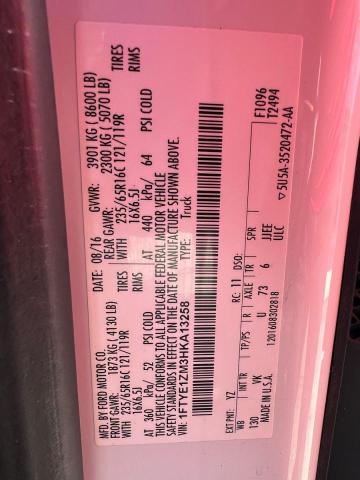 MFD. BY FORD MOTOR CO.
DATE: 08/16 GVWR: 3901 KG ( 8600 LB)
FRONT GAWR: 1873 KG ( 4130 LB) REAR GAWR: 2300 KG ( 5070 LB)
235/65R16C 121/119R TIRES WITH 235/65R16C 121/119R TIRES
16X6.5J RIMS 16X6.5J RIMS
AT 360 kPa/ 52 PSI COLD AT 440 kPa/ 64 PSI COLD
THIS VEHICLE CONFORMS TO ALL APPLICABLE FEDERAL MOTOR VEHICLE
SAFETY STANDARDS IN EFFECT ON THE DATE OF MANUFACTURE SHOWN ABOVE.
VIN: 1FTYE1ZM3HKA13258 TYPE: Truck
F1096
T2494
EXT PNT: YZ RC: 11 DSO:
WB INT TR TP/PS R AXLE TR SPR
130 VK U 73 6 JJEE
ULC
MADE IN U.S.A. 1201608302818
5U5A-3520472-AA